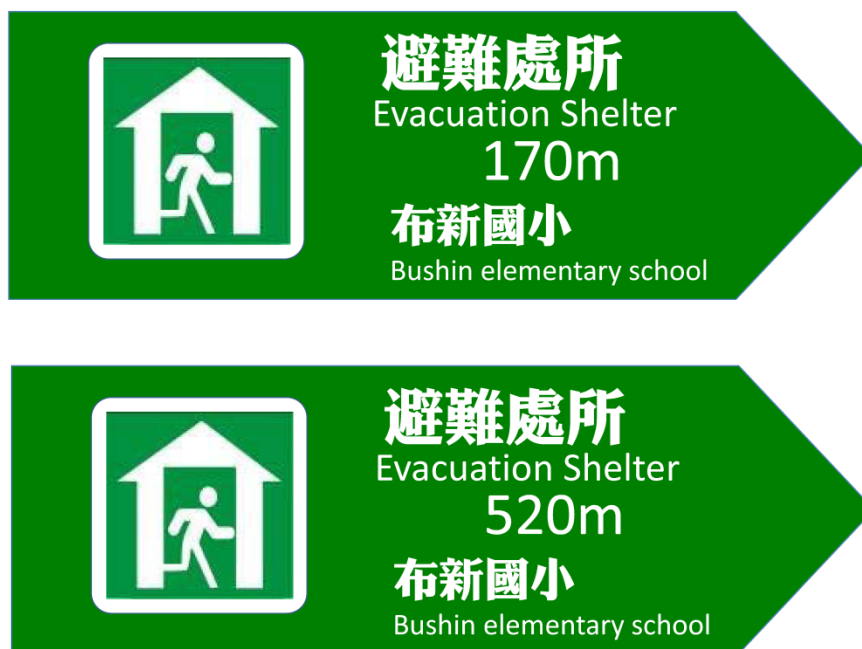 避難處所
Evacuation Shelter
170m
布新國小
Bushin elementary school
避難處所
Evacuation Shelter
520m
布新國小
Bushin elementary school